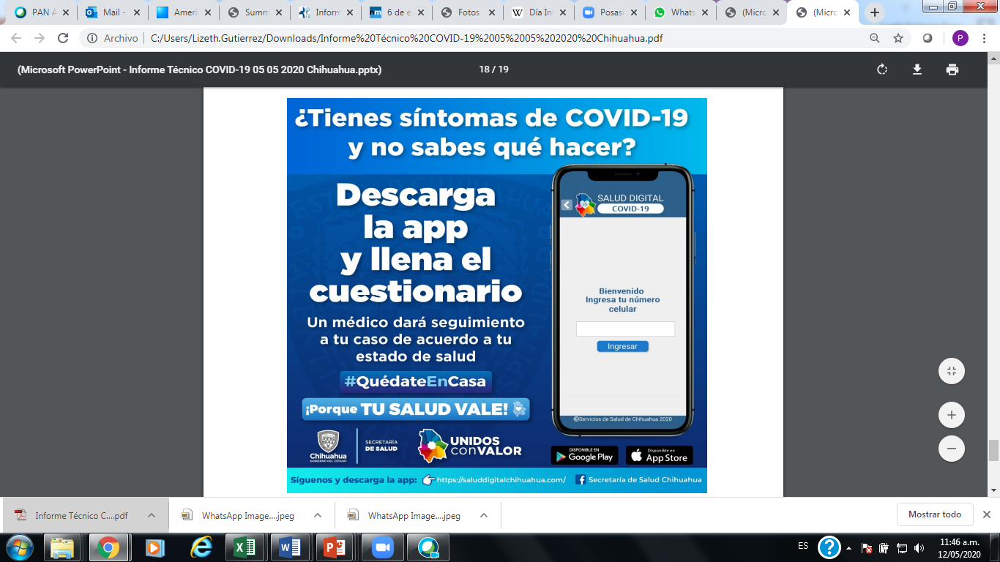 PAN A
Mail -
Ameri
Summ
Inform
6 de e
Fotos
Día Int
Posasi
Whats
(Micro
(Micro
Archivo
C:/Users/Lizeth.Gutierrez/Downloads/Informe%20Técnico%20COVID-19%2005%2005%202020%20Chihuahua.pdf
P
(Microsoft PowerPoint - Informe Técnico COVID-19 05 05 2020 Chihuahua.pptx)
18 / 19
¿Tienes síntomas de COVID-19
y no sabes qué hacer?
Descarga
la app
y llena el
cuestionario
Un médico dará seguimiento
a tu caso de acuerdo a tu
estado de salud
#QuédateEnCasa
¡Porque TU SALUD VALE!
SALUD DIGITAL
COVID-19
Bienvenido
Ingresa tu número
celular
Ingresar
©Servicios de Salud de Chihuahua 2020
Chihuahua
GOBIERNO DEL ESTADO
SECRETARÍA
DE SALUD
UNIDOS
conVALOR
DISPONIBLE EN
Google Play
Disponible en
App Store
Síguenos y descarga la app:
https://saluddigitalchihuahua.com/
Secretaría de Salud Chihuahua
Informe Técnico C....pdf
WhatsApp Image....jpeg
WhatsApp Image....jpeg
Mostrar todo
ES
11:46 a.m.
12/05/2020